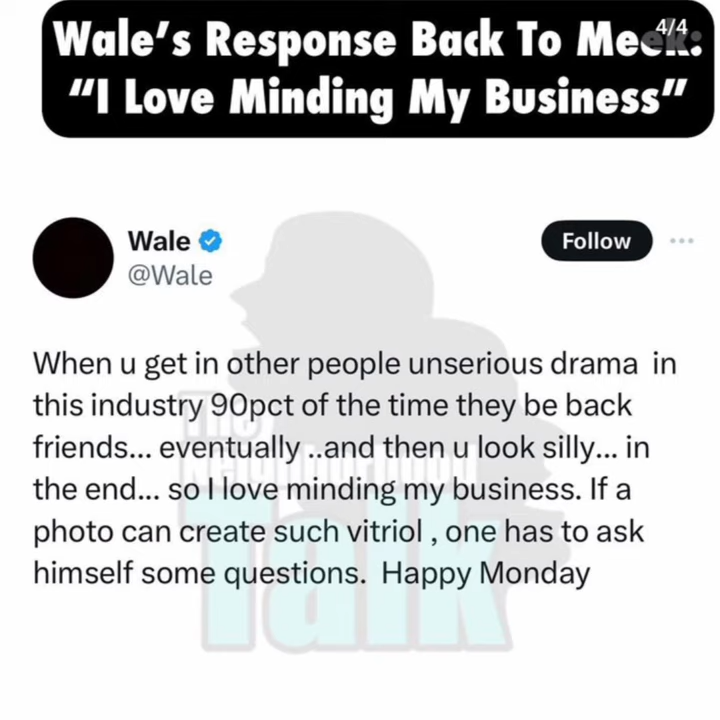 Wale's Response Back To Meek:
"I Love Minding My Business"
4/4
Wale
@Wale
Follow
When u get in other people unserious drama in
this industry 90pct of the time they be back
friends... eventually ..and then u look silly... in
the end... so I love minding my business. If a
photo can create such vitriol , one has to ask
himself some questions. Happy Monday
The
Neighborhood
Talk